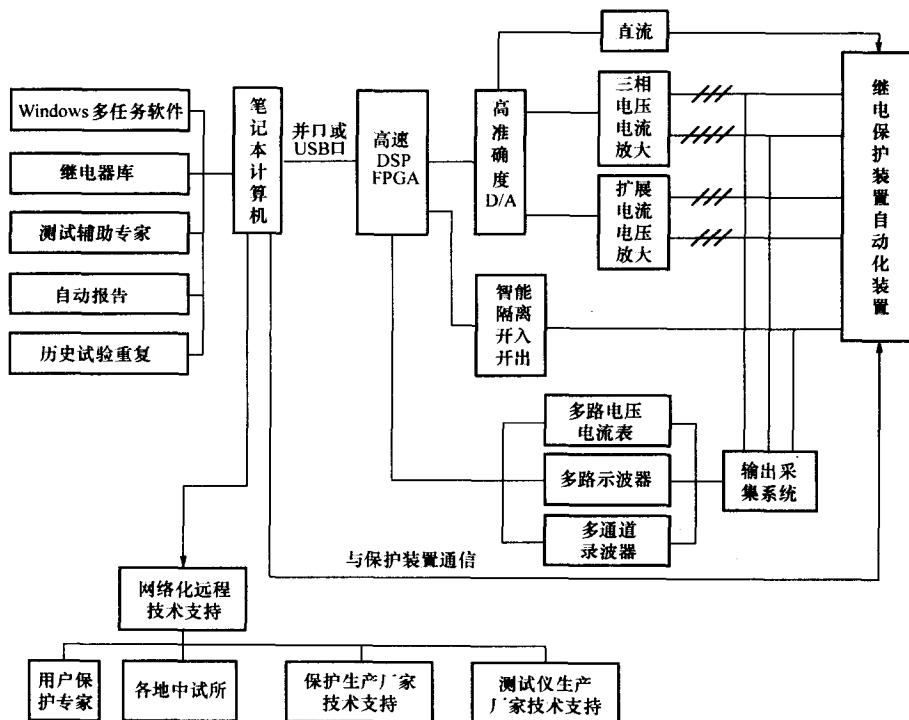 直流
Windows多任务软件
继电器库
测试辅助专家
自动报告
历史试验重复
笔
记
本
计
算
机
并口或
USB口
高速
DSP
FPGA
高
准
确
度
D/A
三相
电压
电流
放大
扩展
电流
电压
放大
智能
隔离
开入
开出
继
电
保
护
装
置
自
动
化
装
置
多路电压
电流表
多路示波器
多通道
录波器
输出采
集系统
与保护装置通信
网络化远程
技术支持
用户保
护专家
各地中试所
保护生产厂家
技术支持
测试仪生产
厂家技术支持